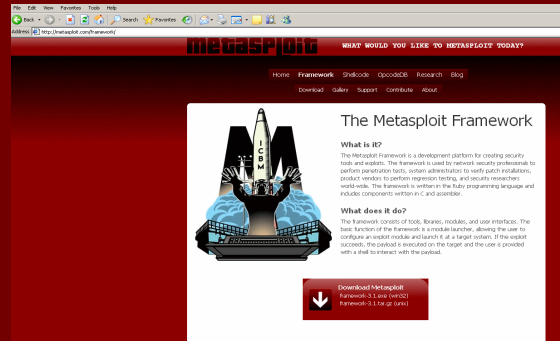 File Edit View Favorites Tools Help
Back Search Favorites
Address http://metasploit.com/framework/
metasploit WHAT WOULD YOU LIKE TO METASPLOIT TODAY?
Home Framework Shellcode OpcodeDB Research Blog
Download Gallery Support Contribute About
ICBM
The Metasploit Framework
What is it?
The Metasploit Framework is a development platform for creating security
tools and exploits. The framework is used by network security professionals to
perform penetration tests, system administrators to verify patch installations,
product vendors to perform regression testing, and security researchers
world-wide. The framework is written in the Ruby programming language and
includes components written in C and assembler.
What does it do?
The framework consists of tools, libraries, modules, and user interfaces. The
basic function of the framework is a module launcher, allowing the user to
configure an exploit module and launch it at a target system. If the exploit
succeeds, the payload is executed on the target and the user is provided
with a shell to interact with the payload.
Download Metasploit
framework-3.1.exe (win32)
framework-3.1.tar.gz (unix)